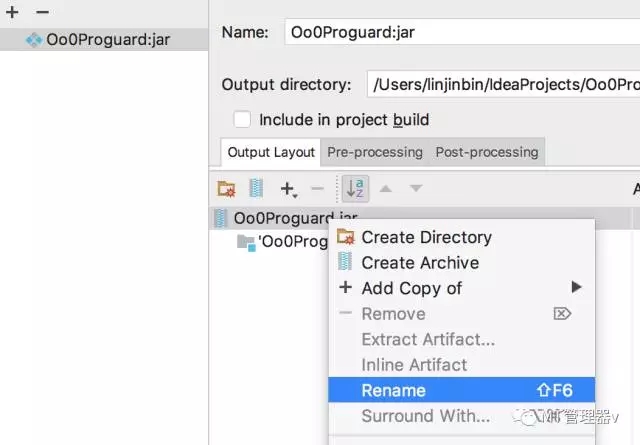 Oo0Proguard:jar
Name: Oo0Proguard:jar
Output directory: /Users/linjinbin/IdeaProjects/Oo0Pro
Include in project build
Output Layout Pre-processing Post-processing
A
Oo0Proguard.jar
'Oo0Prog
Create Directory
Create Archive
Add Copy of
Remove
Extract Artifact...
Inline Artifact
Rename ⇧F6
Surround With...
管理器v